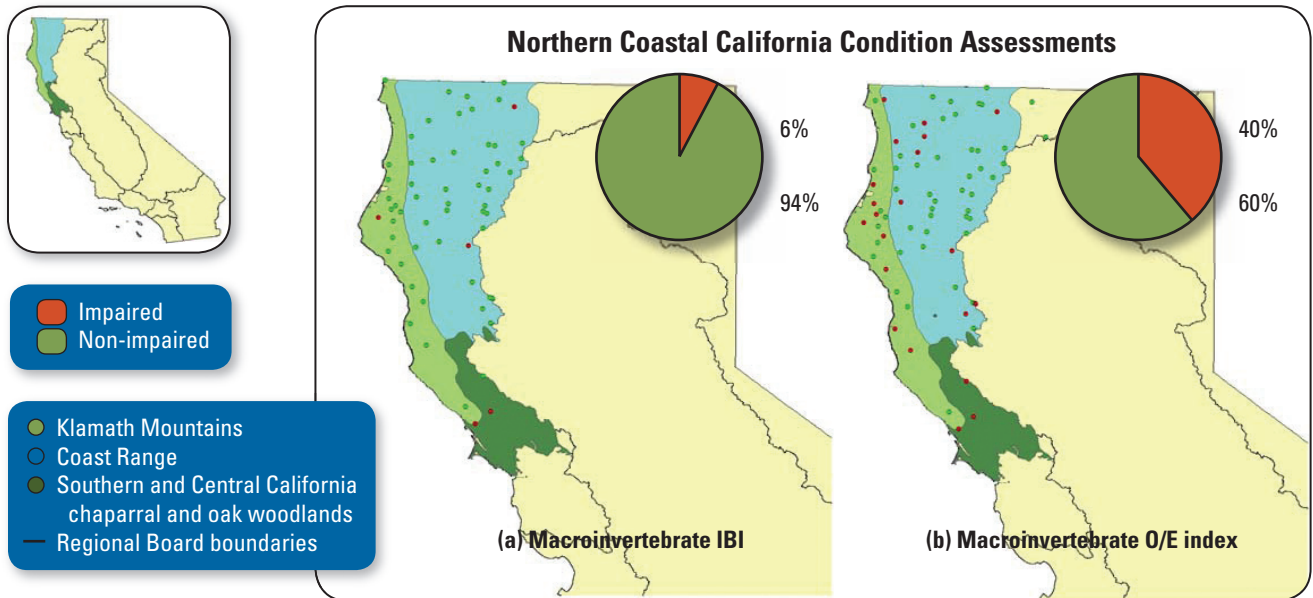 Northern Coastal California Condition Assessments
6%
94%
40%
60%
Impaired
Non-impaired
Klamath Mountains
Coast Range
Southern and Central California
chaparral and oak woodlands
Regional Board boundaries
(a) Macroinvertebrate IBI
(b) Macroinvertebrate O/E index